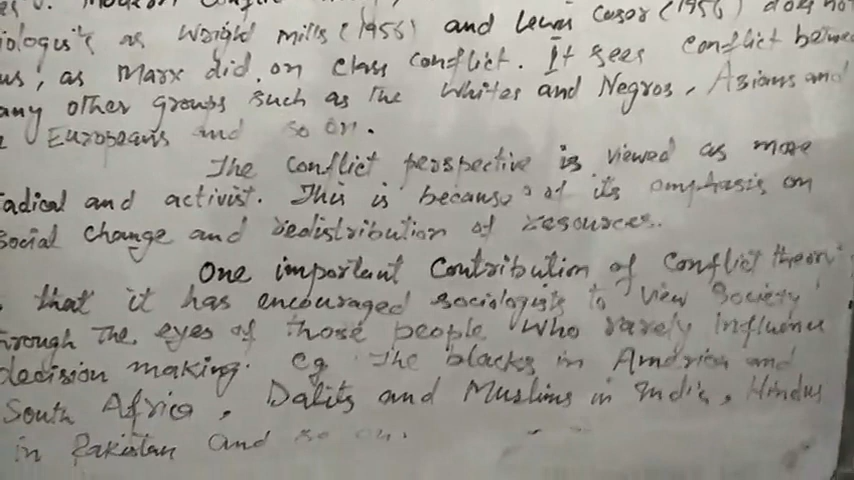 v. Modern Conflict
iologists as Wright Mills (1956) and Lewis Coser (1956) does not
us, as Marx did, on class conflict. It sees conflict betwe
any other groups such as the Whites and Negros, Asians and
Europeans and so on.
The conflict perspective is viewed as more
radical and activist. This is because of its emphasis on
social change and redistribution of resources.
One important contribution of conflict theory
that it has encouraged sociologists to view society
through the eyes of those people who rarely influence
decision making. eg. The blacks in America and
South Africa, Dalits and Muslims in India, Hindus
in Pakistan and so on.